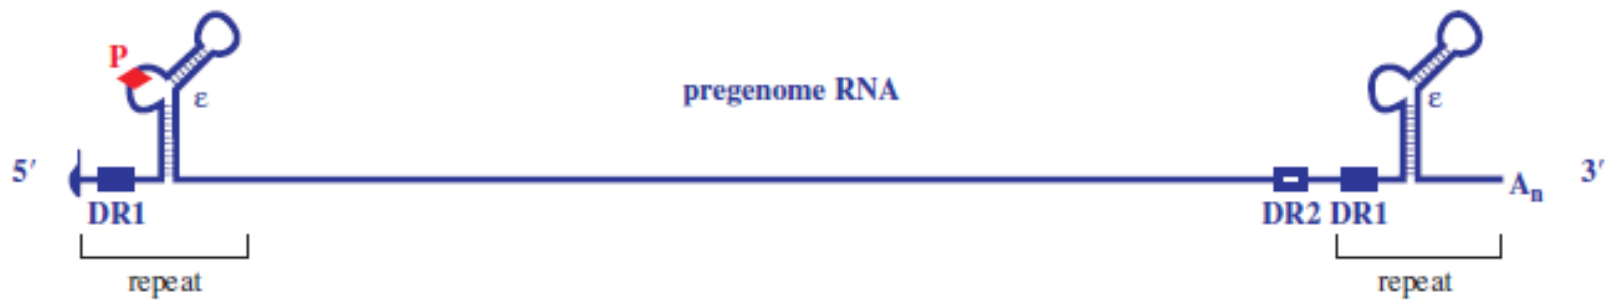 P
ε
pregenome RNA
ε
5′
An
3′
DR1
DR2 DR1
repeat
repeat